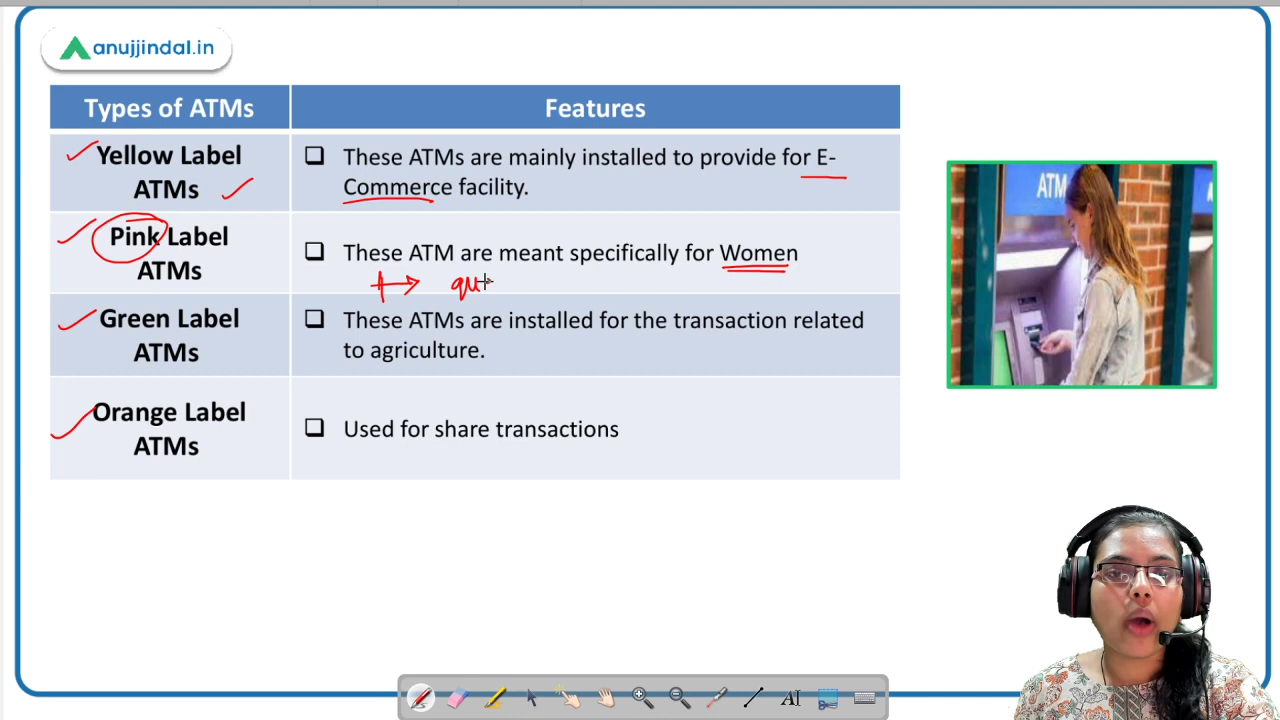 anujjindal.in
Types of ATMs
Features
Yellow Label
ATMs
These ATMs are mainly installed to provide for E-
Commerce facility.
Pink Label
ATMs
These ATM are meant specifically for Women
qu
Green Label
ATMs
These ATMs are installed for the transaction related
to agriculture.
Orange Label
ATMs
Used for share transactions
ATM
AI